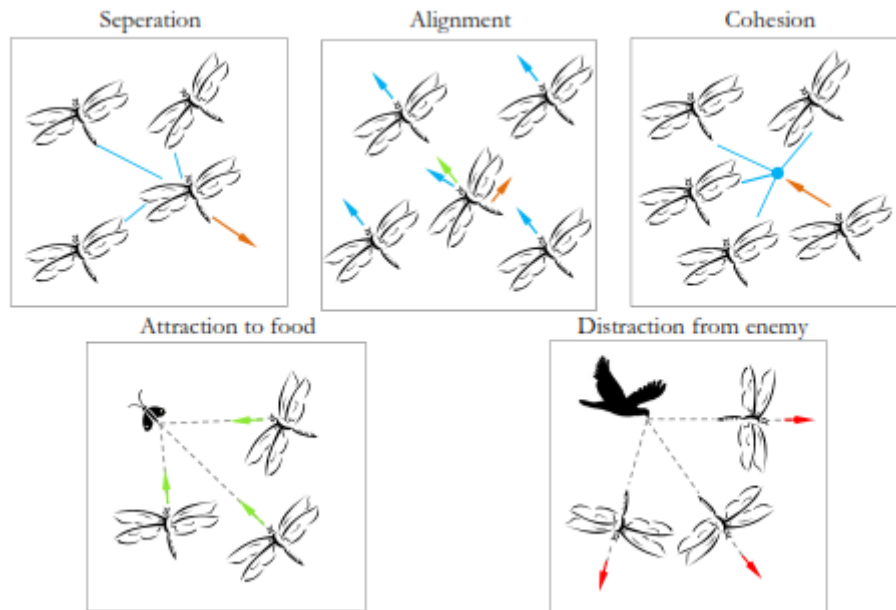 Seperation
Alignment
Cohesion
Attraction to food
Distraction from enemy